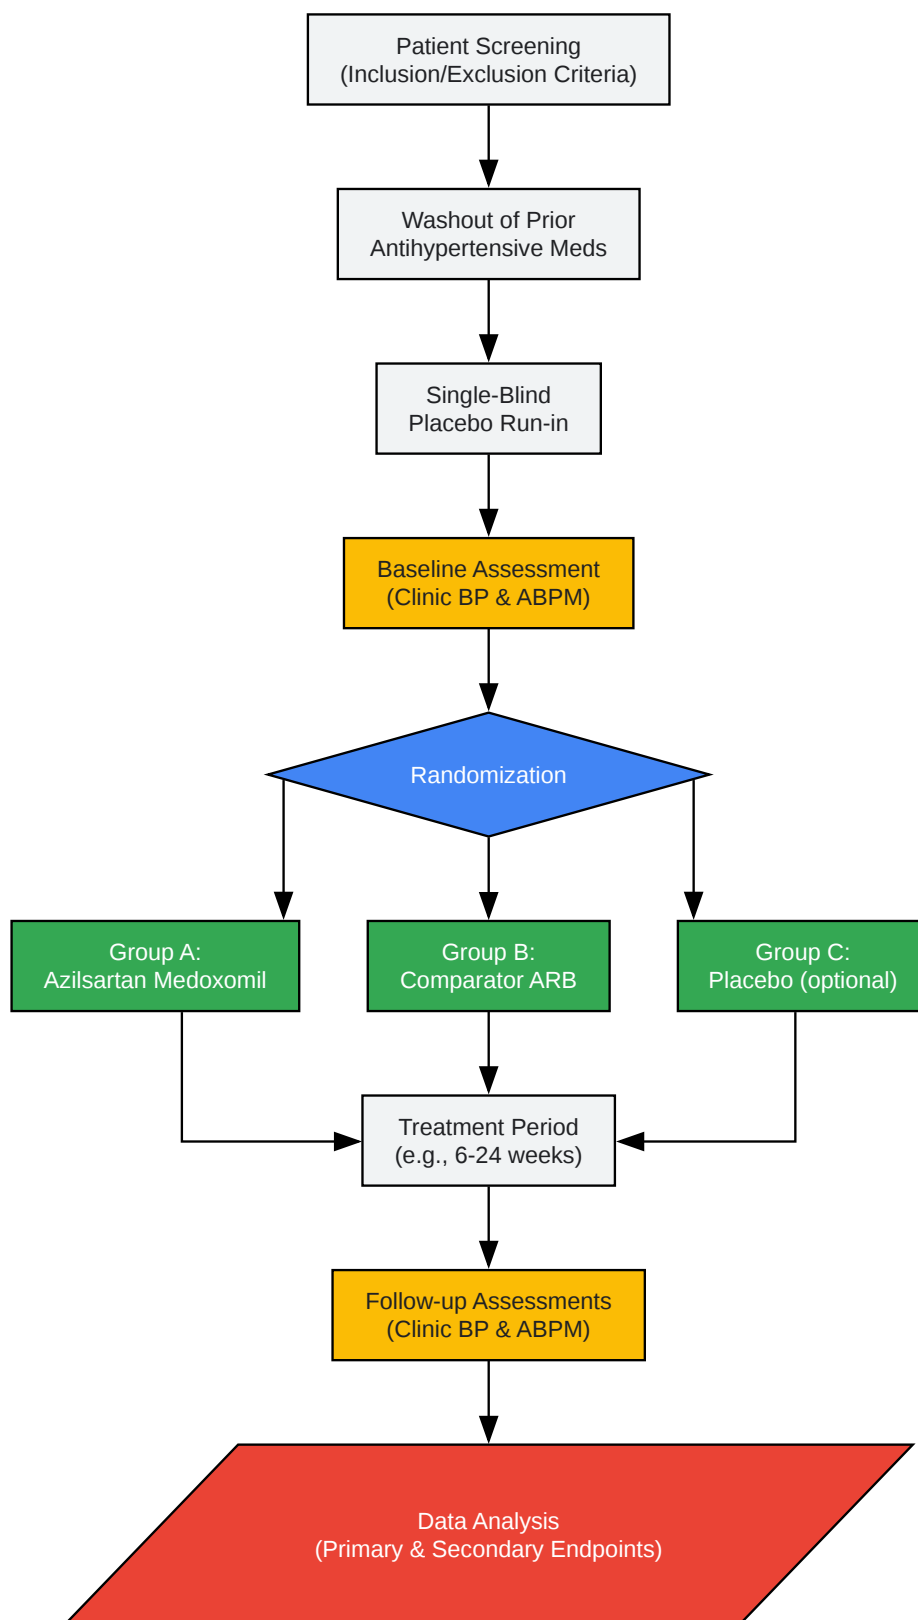 Patient Screening
(Inclusion/Exclusion Criteria)
Washout of Prior
Antihypertensive Meds
Single-Blind
Placebo Run-in
Baseline Assessment
(Clinic BP & ABPM)
Randomization
Group A:
Azilsartan Medoxomil
Group B:
Comparator ARB
Group C:
Placebo (optional)
Treatment Period
(e.g., 6-24 weeks)
Follow-up Assessments
(Clinic BP & ABPM)
Data Analysis
(Primary & Secondary Endpoints)